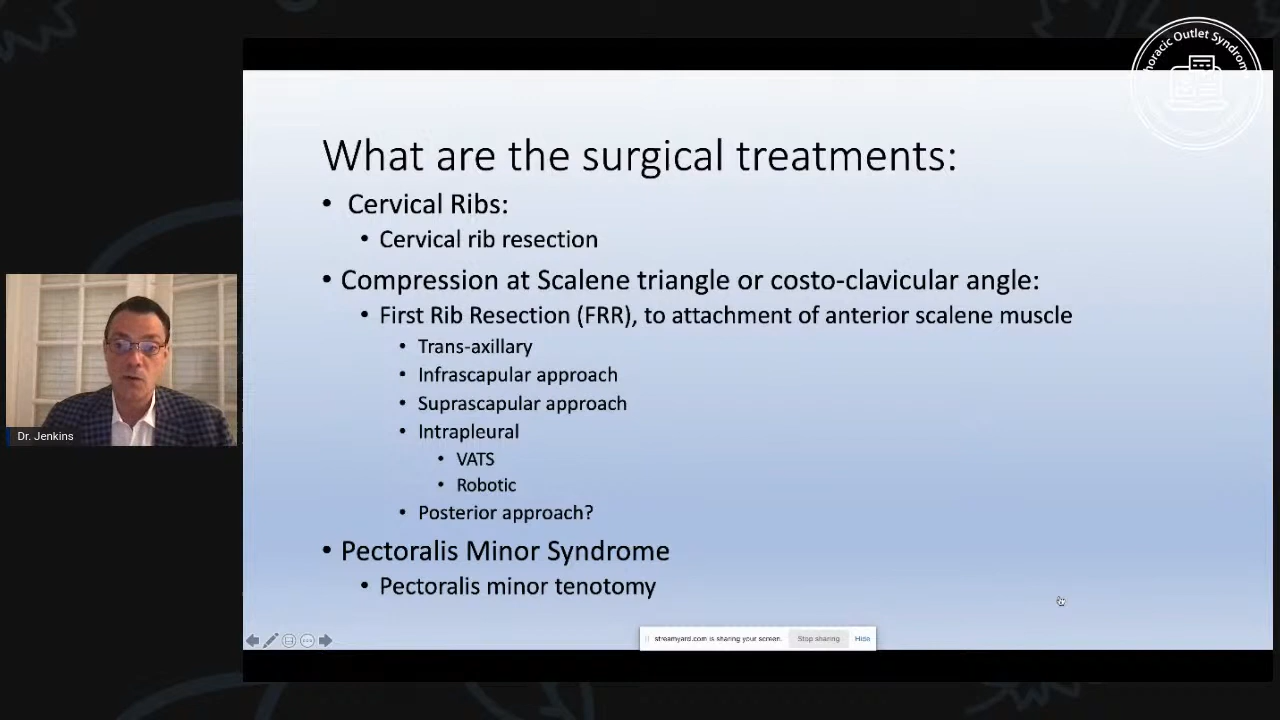 Thoracic Outlet Syndrome
What are the surgical treatments:
• Cervical Ribs:
• Cervical rib resection
• Compression at Scalene triangle or costo-clavicular angle:
• First Rib Resection (FRR), to attachment of anterior scalene muscle
• Trans-axillary
• Infrascapular approach
• Suprascapular approach
• Intrapleural
• VATS
• Robotic
• Posterior approach?
• Pectoralis Minor Syndrome
• Pectoralis minor tenotomy
Dr. Jenkins
streamyard.com is sharing your screen. Stop sharing Hide